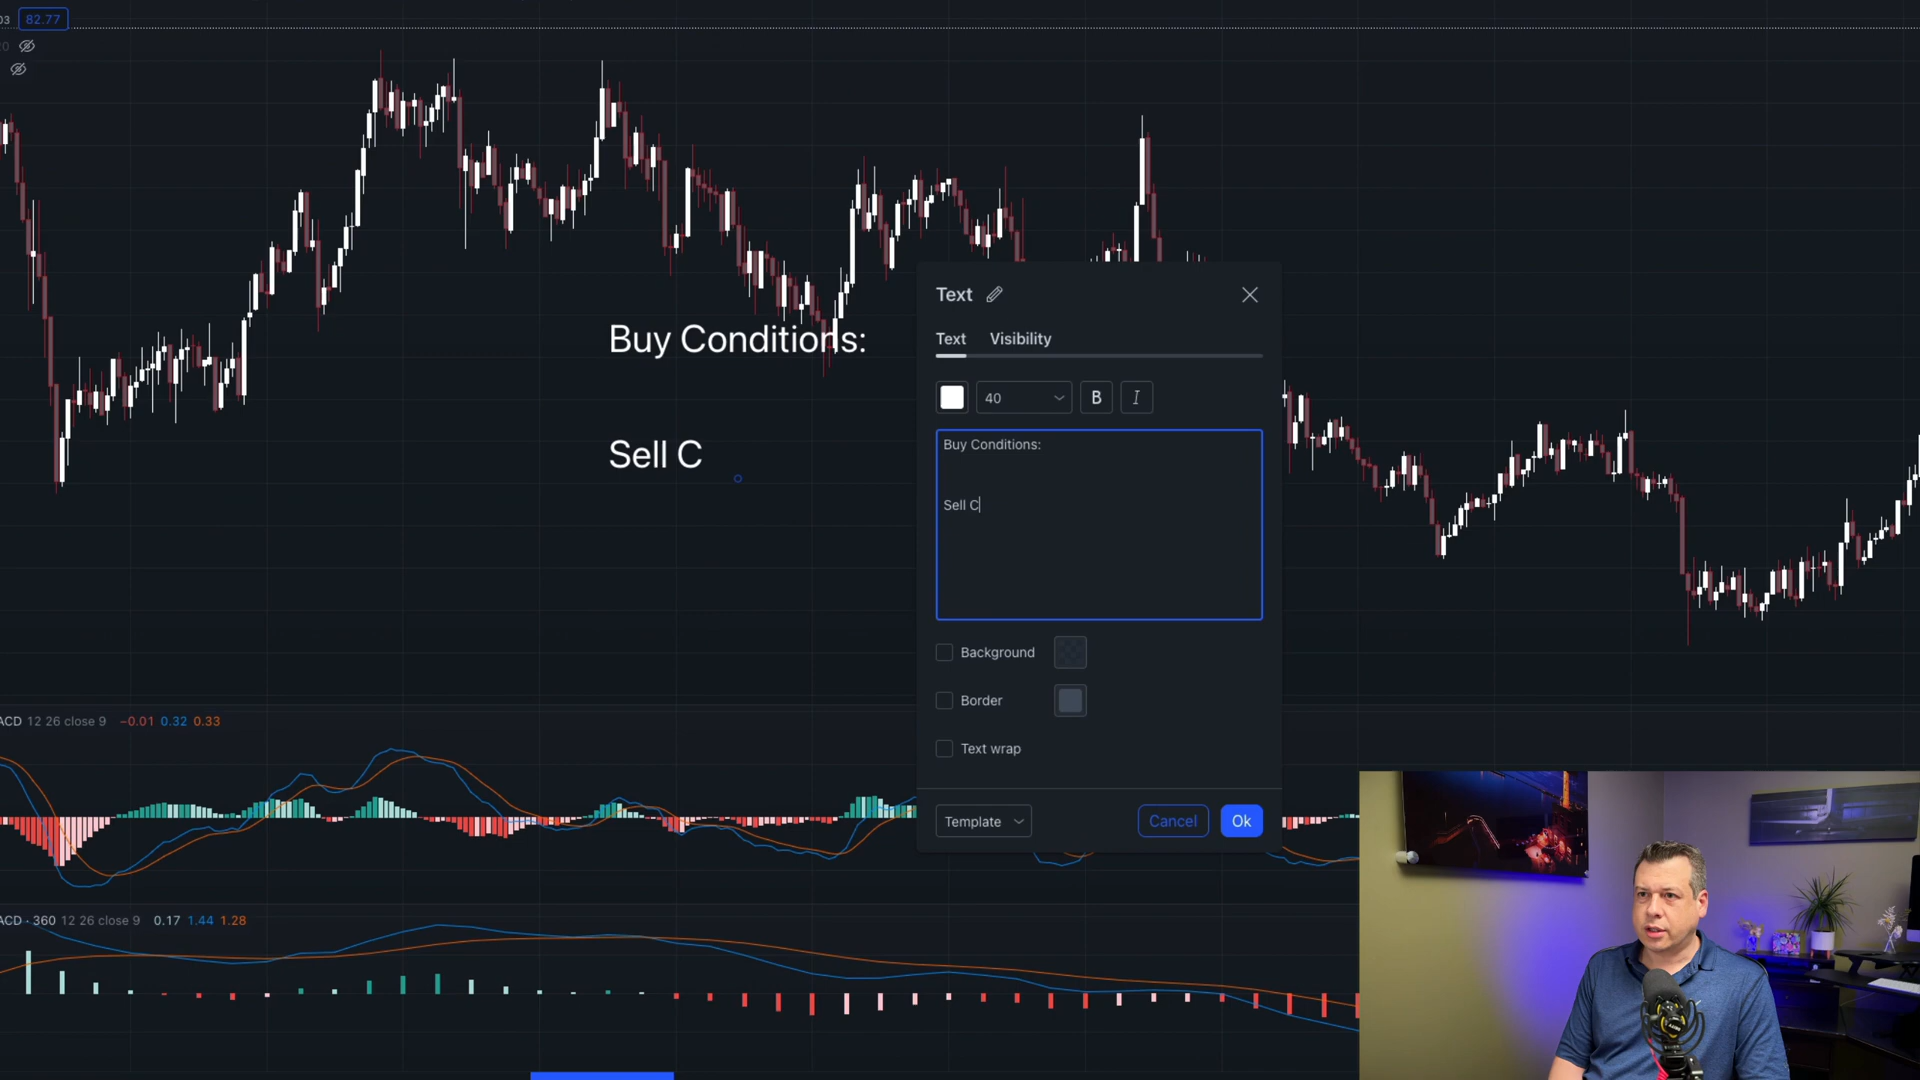 03 82.77
20
Text
Text Visibility
Buy Conditions:
Sell C
40 B I
Buy Conditions:
Sell C
Background
Border
Text wrap
Template Cancel Ok
ACD 12 26 close 9 −0.01 0.32 0.33
ACD · 360 12 26 close 9 0.17 1.44 1.28